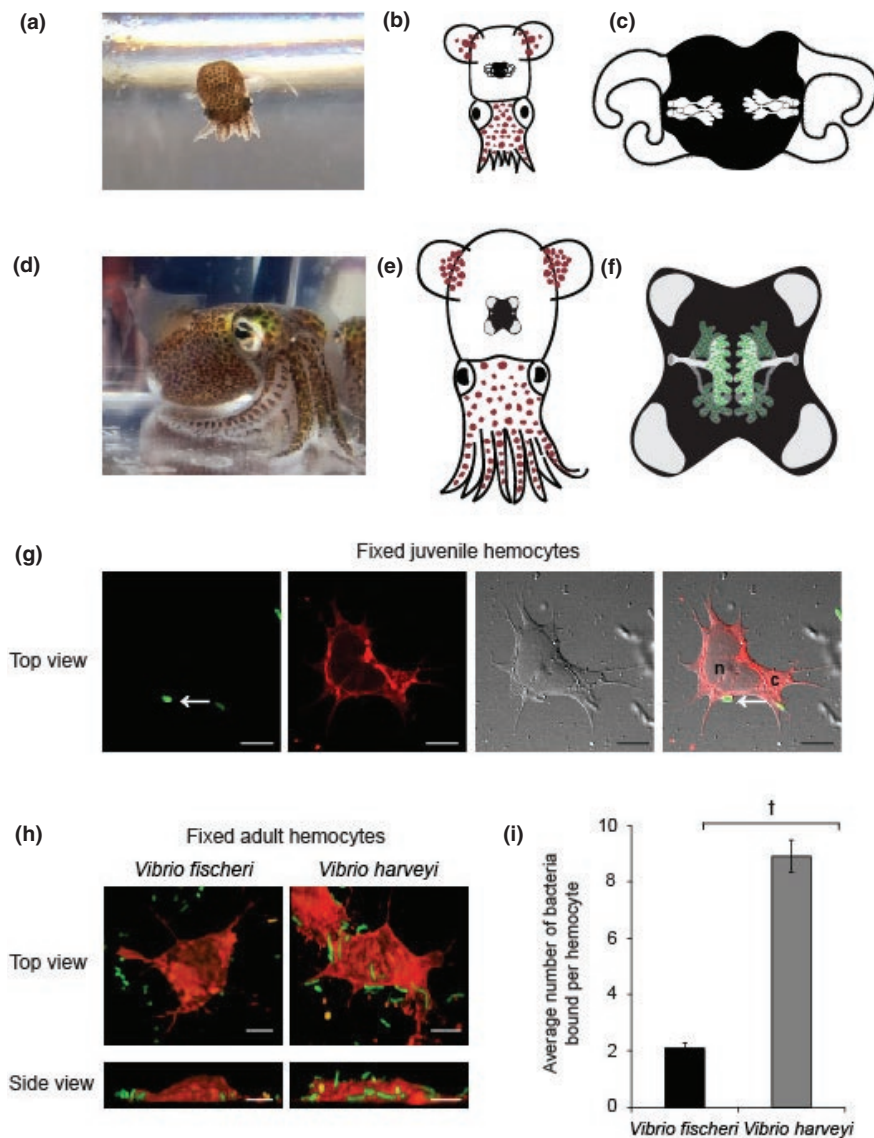 (a)
(b)
(c)
(d)
(e)
(f)
(g)
Fixed juvenile hemocytes
Top view
n
c
(h)
Fixed adult hemocytes
Vibrio fischeri
Vibrio harveyi
Top view
Side view
(i)
†
10
8
6
4
2
0
Average number of bacteria
bound per hemocyte
Vibrio fischeri Vibrio harveyi